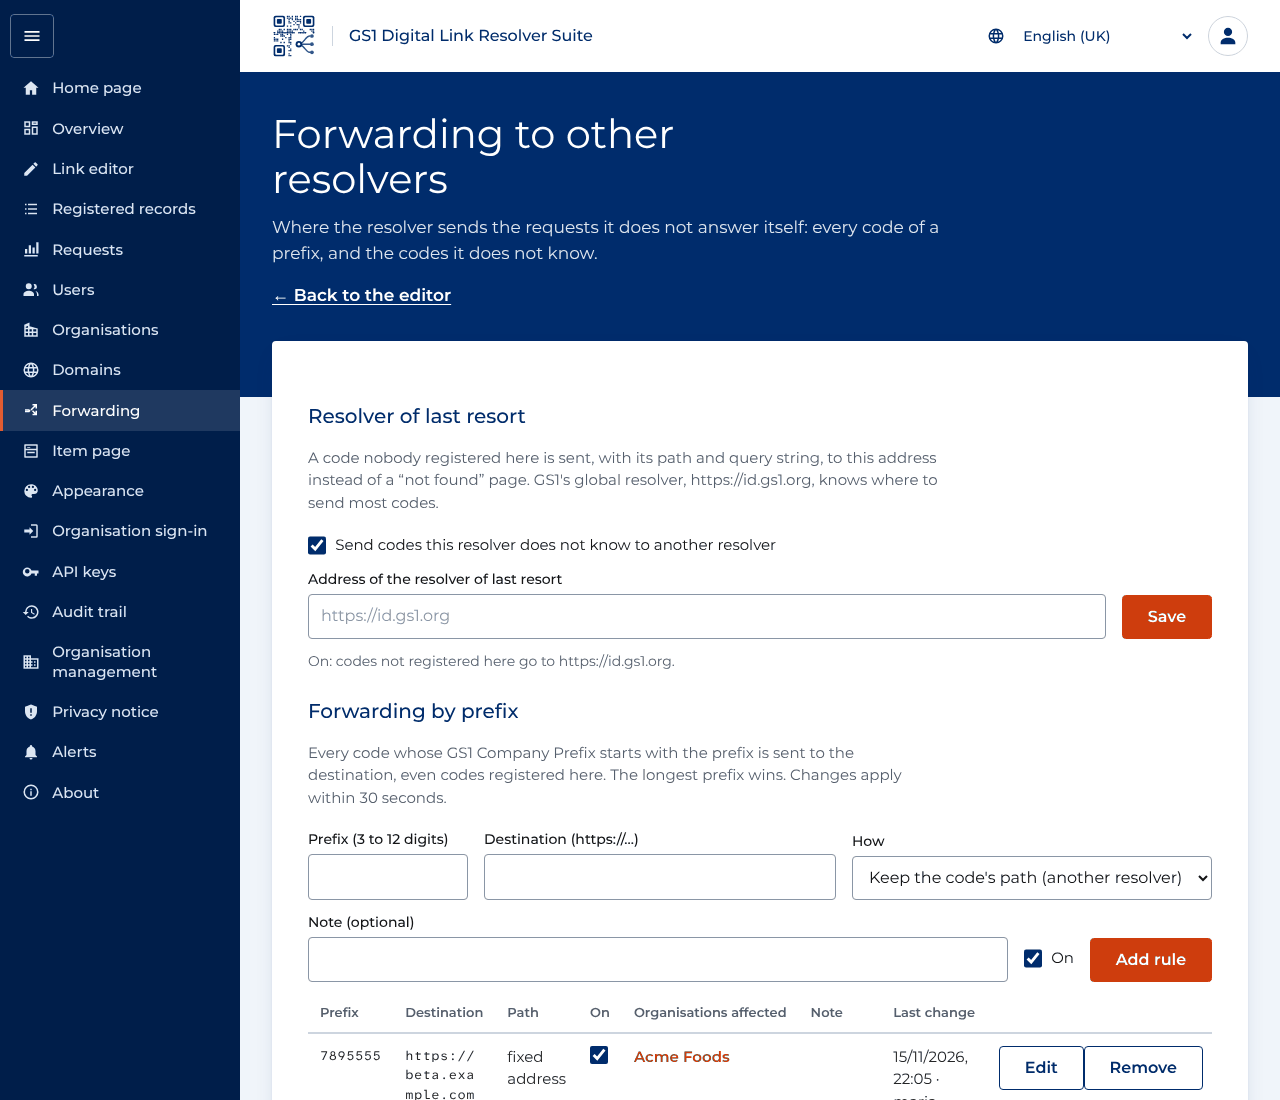 GS1 Digital Link Resolver Suite
English (UK)
Home page
Overview
Link editor
Registered records
Requests
Users
Organisations
Domains
Forwarding
Item page
Appearance
Organisation sign-in
API keys
Audit trail
Organisation
management
Privacy notice
Alerts
About
Forwarding to other
resolvers
Where the resolver sends the requests it does not answer itself: every code of a
prefix, and the codes it does not know.
← Back to the editor
Resolver of last resort
A code nobody registered here is sent, with its path and query string, to this address
instead of a “not found” page. GS1's global resolver, https://id.gs1.org, knows where to
send most codes.
Send codes this resolver does not know to another resolver
Address of the resolver of last resort
https://id.gs1.org
Save
On: codes not registered here go to https://id.gs1.org.
Forwarding by prefix
Every code whose GS1 Company Prefix starts with the prefix is sent to the
destination, even codes registered here. The longest prefix wins. Changes apply
within 30 seconds.
Prefix (3 to 12 digits)
Destination (https://…)
How
Keep the code's path (another resolver)
Note (optional)
On
Add rule
Prefix Destination Path On Organisations affected Note Last change
7895555
https://
beta.exa
mple.com
fixed
address
Acme Foods
15/11/2026,
22:05 ·
Edit
Remove